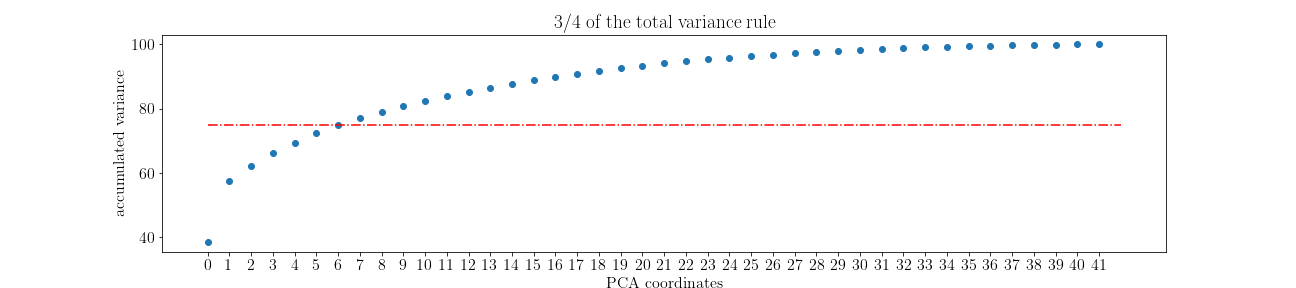 3/4 of the total variance rule
100
80
60
40
accumulated variance
0 1 2 3 4 5 6 7 8 9 10 11 12 13 14 15 16 17 18 19 20 21 22 23 24 25 26 27 28 29 30 31 32 33 34 35 36 37 38 39 40 41
PCA coordinates